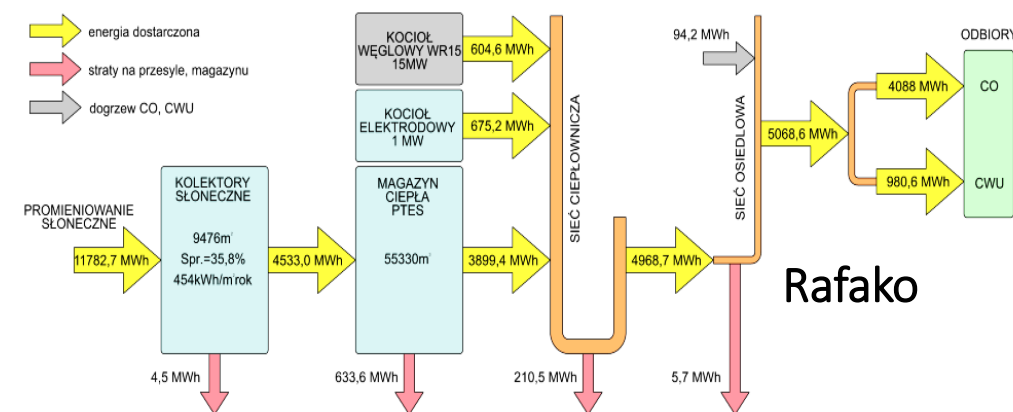 energia dostarczona
straty na przesyle, magazynu
dogrzew CO, CWU
PROMIENIOWANIE
SŁONECZNE
11782,7 MWh
KOLEKTORY
SŁONECZNE
9476m²
Spr.=35,8%
454kWh/m²rok
4,5 MWh
4533,0 MWh
KOCIOŁ
WĘGLOWY WR15
15MW
604,6 MWh
KOCIOŁ
ELEKTRODOWY
1 MW
675,2 MWh
MAGAZYN
CIEPŁA
PTES
55330m³
3899,4 MWh
633,6 MWh
SIEĆ CIEPŁOWNICZA
210,5 MWh
4968,7 MWh
94,2 MWh
SIEĆ OSIEDLOWA
5,7 MWh
5068,6 MWh
4088 MWh
980,6 MWh
ODBIORY
CO
CWU
Rafako